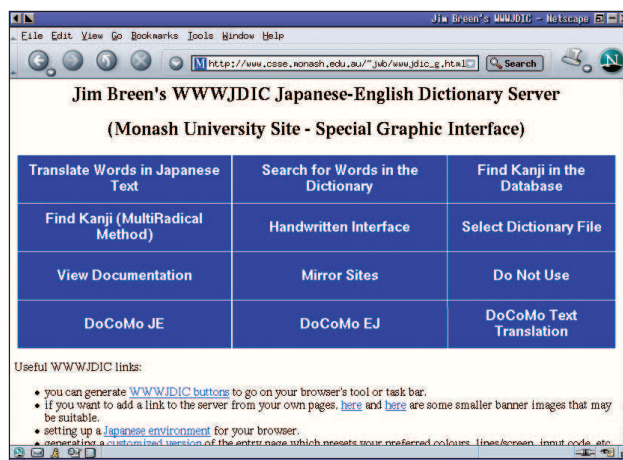 Jim Breen's WWWJDIC - Netscape
File Edit View Go Bookmarks Tools Window Help
http://www.csse.monash.edu.au/~jwb/wwwjdic_g.html
Search
Jim Breen's WWWJDIC Japanese-English Dictionary Server
(Monash University Site - Special Graphic Interface)
Translate Words in Japanese Text
Search for Words in the Dictionary
Find Kanji in the Database
Find Kanji (MultiRadical Method)
Handwritten Interface
Select Dictionary File
View Documentation
Mirror Sites
Do Not Use
DoCoMo JE
DoCoMo EJ
DoCoMo Text Translation
Useful WWWJDIC links:
you can generate WWWJDIC buttons to go on your browser's tool or task bar.
if you want to add a link to the server from your own pages, here and here are some smaller banner images that may
be suitable.
setting up a Japanese environment for your browser.
generating a customized version of the entry page which presets your preferred colours, lines/screen, input code, etc.